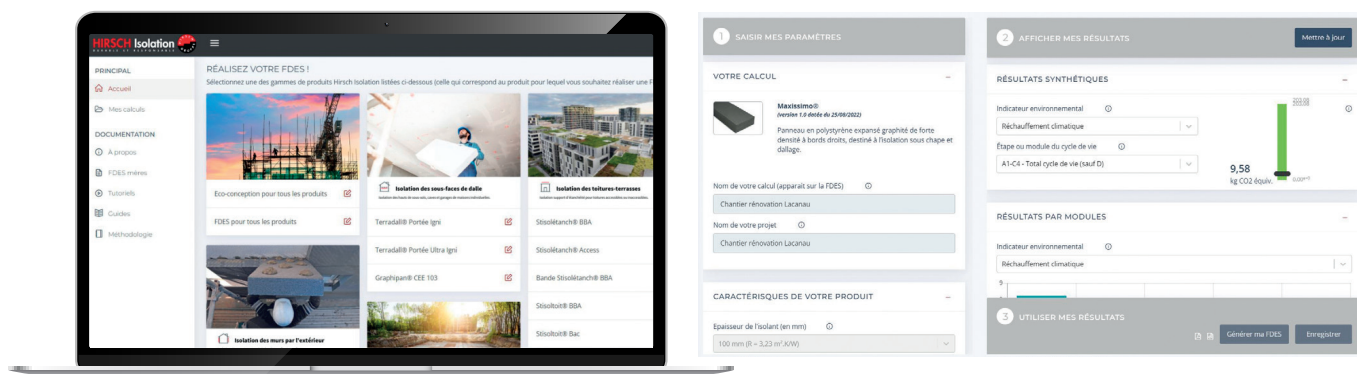 HIRSCH Isolation
PRINCIPAL
Accueil
Mes calculs
DOCUMENTATION
À propos
FDES mères
Tutoriels
Guides
Méthodologie
RÉALISEZ VOTRE FDES !
Sélectionnez une des gammes de produits Hirsch Isolation listées ci-dessous (celle qui correspond au produit pour lequel vous souhaitez réaliser une F
Eco-conception pour tous les produits
FDES pour tous les produits
Isolation des murs par l'extérieur
Isolation des sous-faces de dalle
Terradall® Portée Igni
Terradall® Portée Ultra Igni
Graphipan® CEE 103
Isolation des toitures-terrasses
Stisolétanch® BBA
Stisolétanch® Access
Bande Stisolétanch® BBA
Stisoltoit® BBA
Stisoltoit® Bac
1 SAISIR MES PARAMÈTRES
VOTRE CALCUL
Maxissimo®
(version 1.0 datée du 25/08/2022)
Panneau en polystyrène expansé graphité de forte
densité à bords droits, destiné à l'isolation sous chape et
dallage.
Nom de votre calcul (apparaît sur la FDES)
Chantier rénovation Lacanau
Nom de votre projet
Chantier rénovation Lacanau
CARACTÉRISQUES DE VOTRE PRODUIT
Epaisseur de l'isolant (en mm)
100 mm (R = 3,23 m².K/W)
2 AFFICHER MES RÉSULTATS
Mettre à jour
RÉSULTATS SYNTHÉTIQUES
Indicateur environnemental
Réchauffement climatique
Étape ou module du cycle de vie
A1-C4 - Total cycle de vie (sauf D)
9,58
kg CO2 équiv.
RÉSULTATS PAR MODULES
Indicateur environnemental
Réchauffement climatique
9
3 UTILISER MES RÉSULTATS
Générer ma FDES
Enregistrer